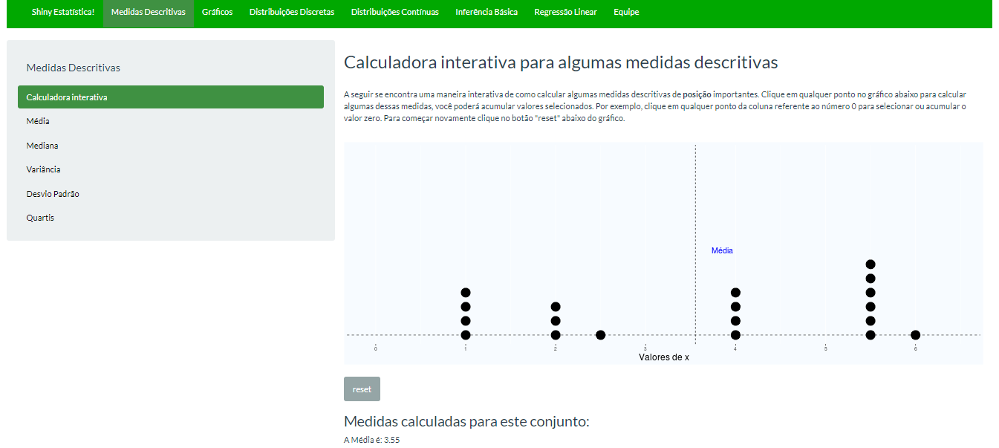 Shiny Estatística! Medidas Descritivas Gráficos Distribuições Discretas Distribuições Contínuas Inferência Básica Regressão Linear Equipe
Medidas Descritivas
Calculadora interativa
Média
Mediana
Variância
Desvio Padrão
Quartis
Calculadora interativa para algumas medidas descritivas
A seguir se encontra uma maneira interativa de como calcular algumas medidas descritivas de posição importantes. Clique em qualquer ponto no gráfico abaixo para calcular
algumas dessas medidas, você poderá acumular valores selecionados. Por exemplo, clique em qualquer ponto da coluna referente ao número 0 para selecionar ou acumular o
valor zero. Para começar novamente clique no botão "reset" abaixo do gráfico.
Média
0 1 2 3 4 5 6
Valores de x
reset
Medidas calculadas para este conjunto:
A Média é: 3.55